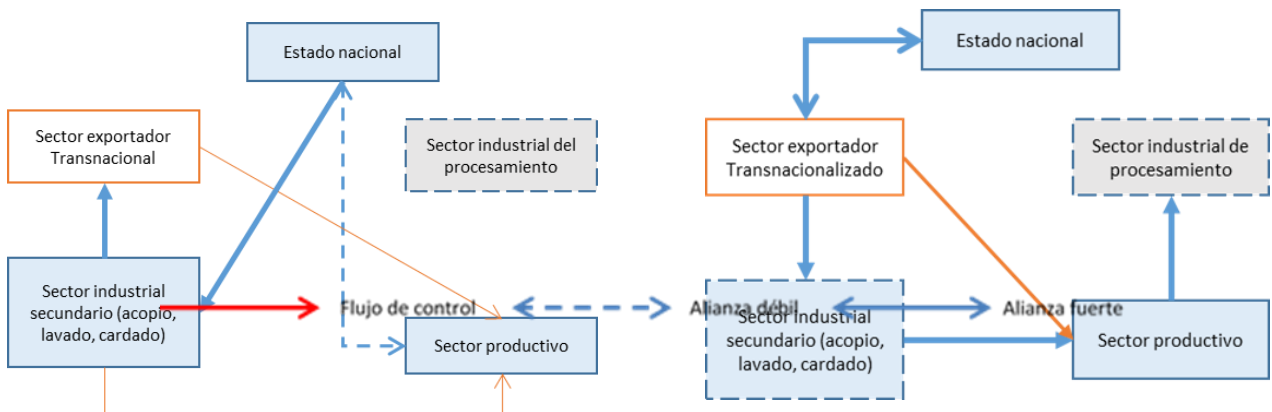 Estado nacional
Sector exportador
Transnacional
Sector industrial del
procesamiento
Sector industrial
secundario (acopio,
lavado, cardado)
Flujo de control
Sector productivo
Estado nacional
Sector exportador
Transnacionalizado
Sector industrial de
procesamiento
Alianza débil
Alianza fuerte
Sector Industrial
secundario (acopio,
lavado, cardado)
Sector productivo